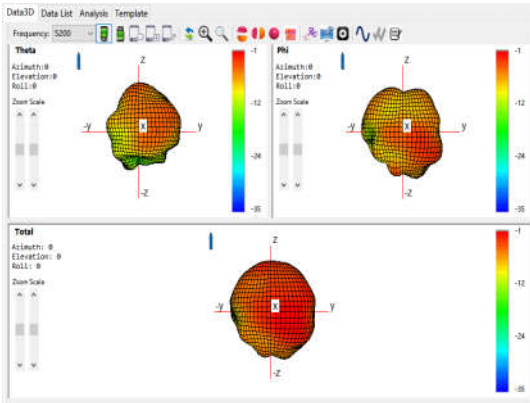 Data3D Data List Analysis Template
Frequency: 5200
Theta
Azimuth:0
Elevation:0
Roll:0
Zoom Scale
z
-y
x
y
-z
-1
-12
-24
-35
Phi
Azimuth:0
Elevation:0
Roll:0
Zoom Scale
z
-y
x
y
-z
-1
-12
-24
-35
Total
Azimuth: 0
Elevation: 0
Roll: 0
Zoom Scale
z
-y
x
y
-z
-1
-12
-24
-35